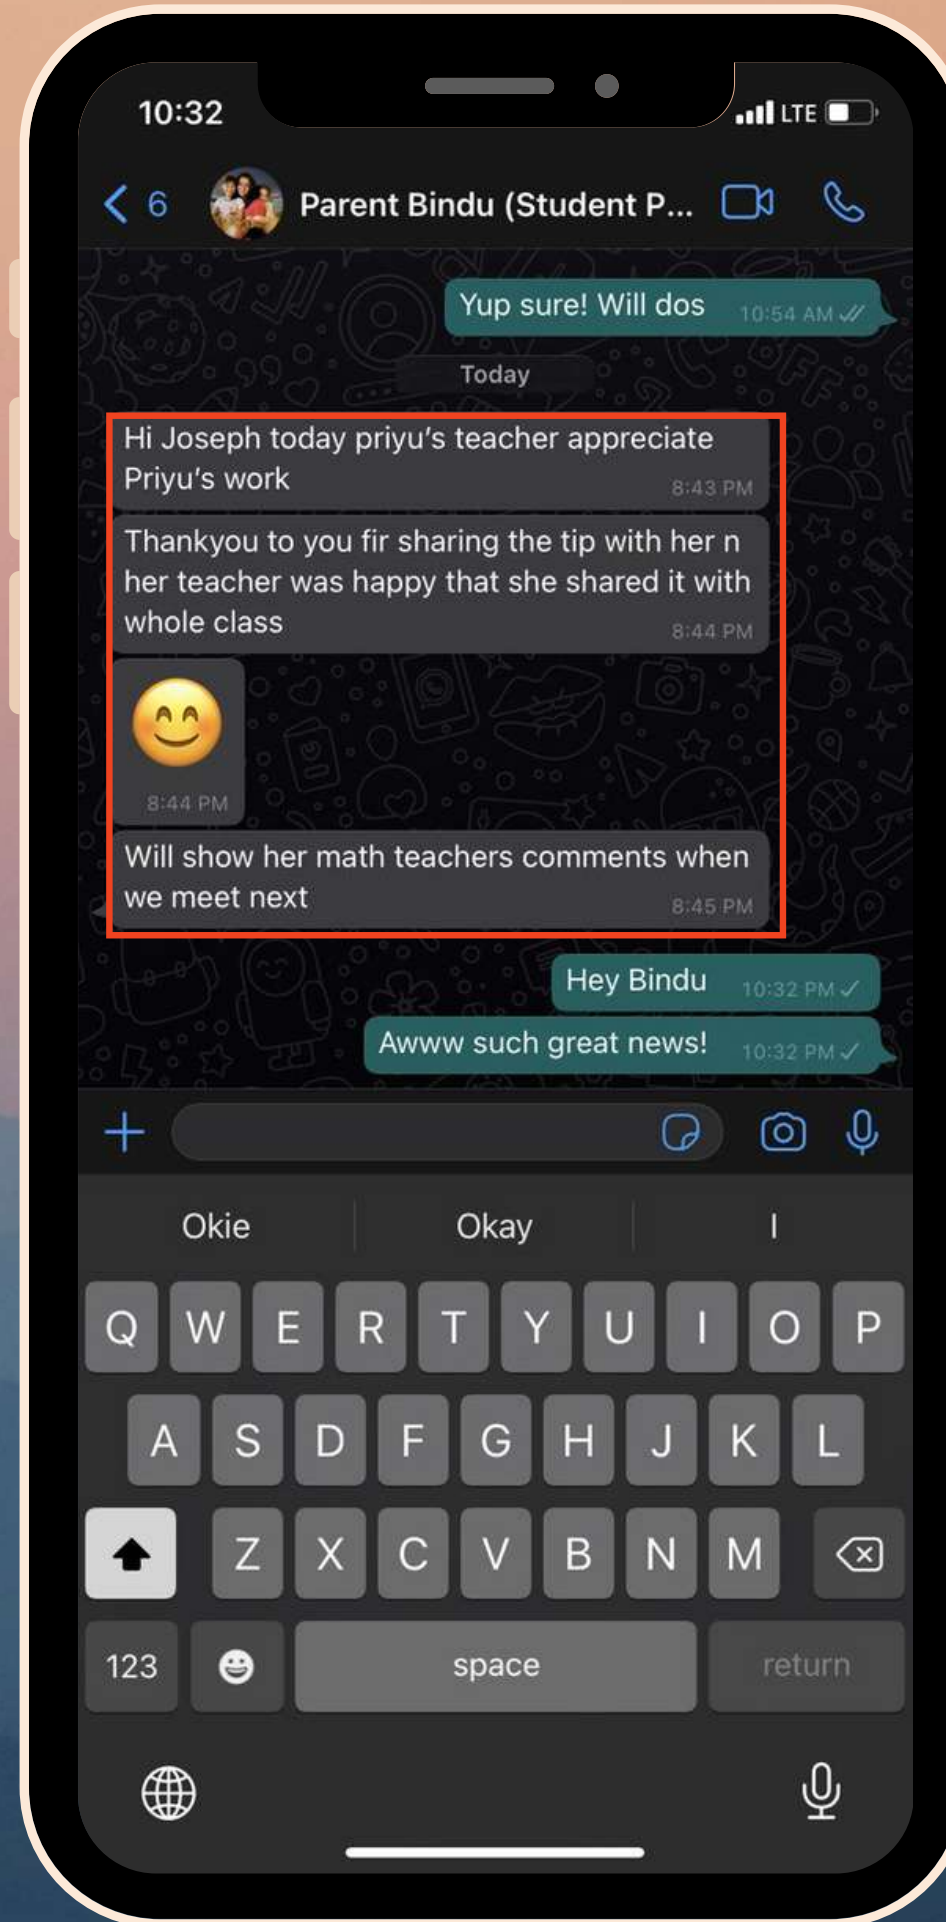 10:32
LTE
6
Parent Bindu (Student P...
Yup sure! Will dos
10:54 AM
Today
Hi Joseph today priyu's teacher appreciate
Priyu's work
8:43 PM
Thankyou to you fir sharing the tip with her n
her teacher was happy that she shared it with
whole class
8:44 PM
8:44 PM
Will show her math teachers comments when
we meet next
8:45 PM
Hey Bindu
10:32 PM
Awww such great news!
10:32 PM
Okie Okay I
Q W E R T Y U I O P
A S D F G H J K L
Z X C V B N M
123 space return